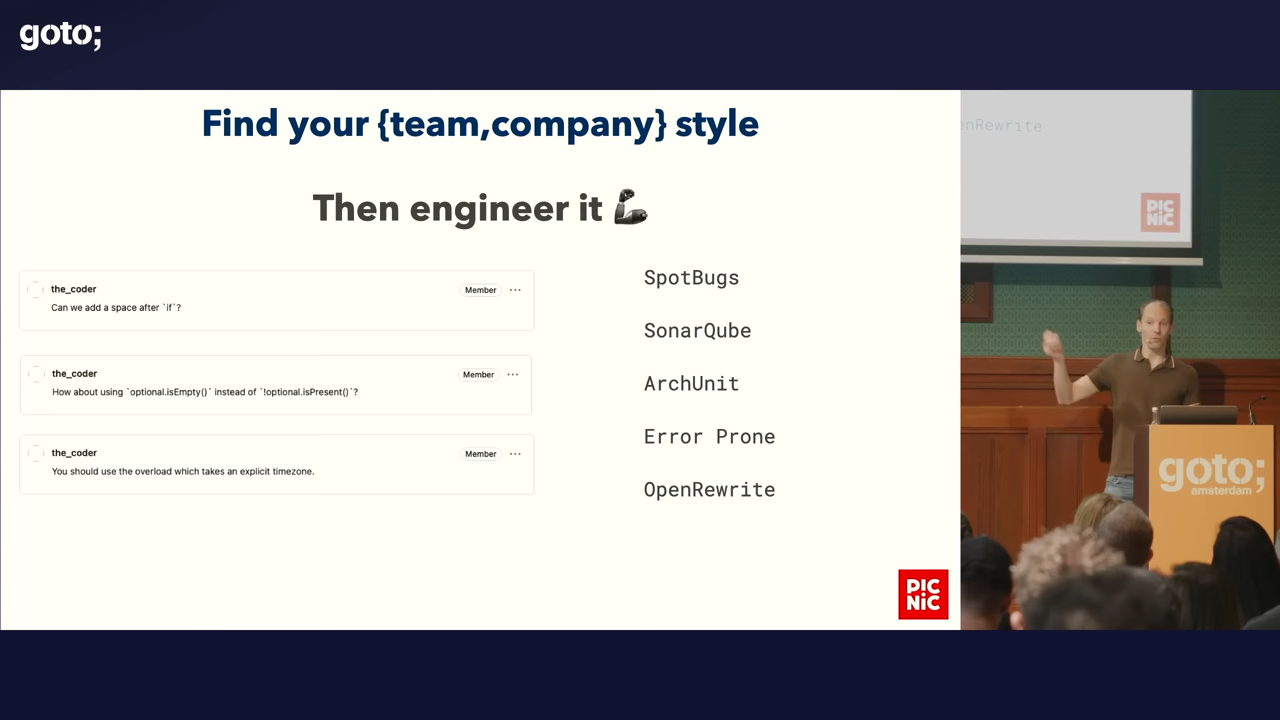 goto;
Find your {team,company} style
Then engineer it 💪
the_coder
Member
Can we add a space after `if`?
the_coder
Member
How about using `optional.isEmpty()` instead of `!optional.isPresent()`?
the_coder
Member
You should use the overload which takes an explicit timezone.
SpotBugs
SonarQube
ArchUnit
Error Prone
OpenRewrite
PIC
NIC
enRewrite
PIC
NIC
goto;
amsterdam